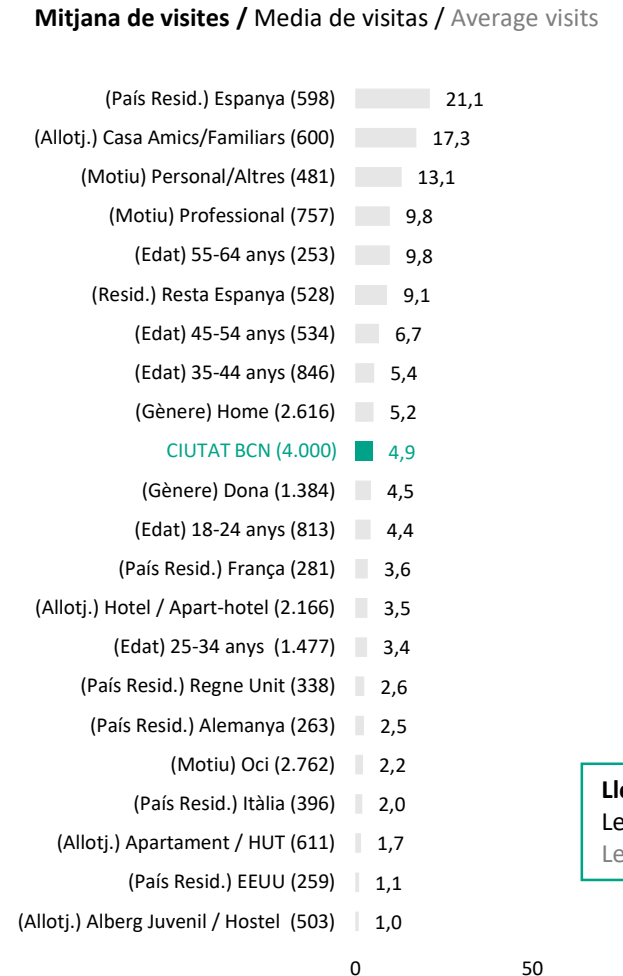 Mitjana de visites / Media de visitas / Average visits
(País Resid.) Espanya (598) 21,1
(Allotj.) Casa Amics/Familiars (600) 17,3
(Motiu) Personal/Altres (481) 13,1
(Motiu) Professional (757) 9,8
(Edat) 55-64 anys (253) 9,8
(Resid.) Resta Espanya (528) 9,1
(Edat) 45-54 anys (534) 6,7
(Edat) 35-44 anys (846) 5,4
(Gènere) Home (2.616) 5,2
CIUTAT BCN (4.000) 4,9
(Gènere) Dona (1.384) 4,5
(Edat) 18-24 anys (813) 4,4
(País Resid.) França (281) 3,6
(Allotj.) Hotel / Apart-hotel (2.166) 3,5
(Edat) 25-34 anys (1.477) 3,4
(País Resid.) Regne Unit (338) 2,6
(País Resid.) Alemanya (263) 2,5
(Motiu) Oci (2.762) 2,2
(País Resid.) Itàlia (396) 2,0
(Allotj.) Apartament / HUT (611) 1,7
(País Resid.) EEUU (259) 1,1
(Allotj.) Alberg Juvenil / Hostel (503) 1,0
0 50